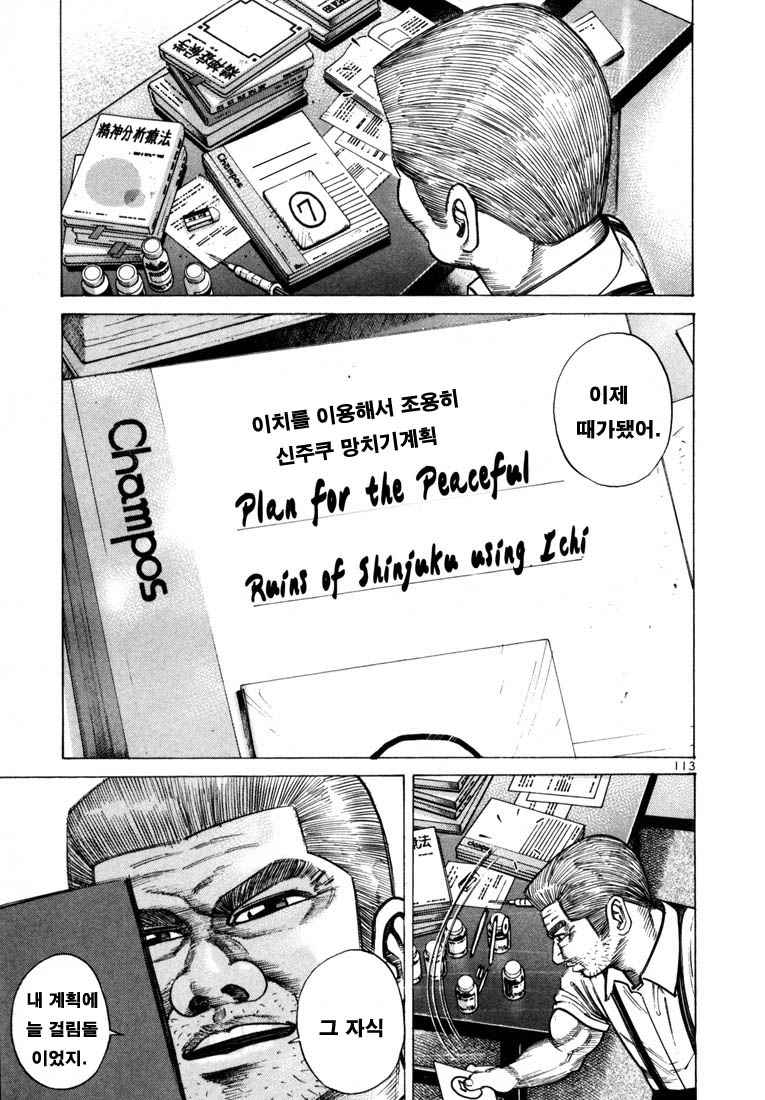 精神分析療法
Champos
7
이제
때가됐어.
이치를 이용해서 조용히
신주쿠 망치기계획
Plan for the Peaceful
Ruins of Shinjuku using Ichi
Champos
113
Champos
그 자식
내 계획에
늘 걸림돌
이었지.